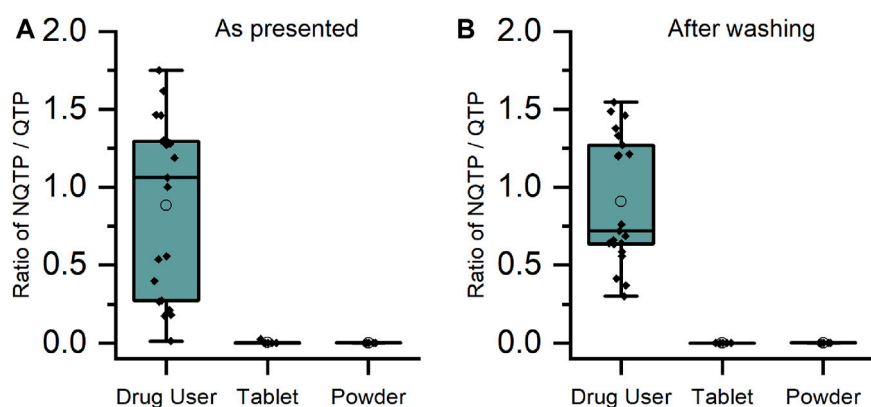 A
As presented
Ratio of NQTP / QTP
2.0
1.5
1.0
0.5
0.0
Drug User
Tablet
Powder
B
After washing
Ratio of NQTP / QTP
2.0
1.5
1.0
0.5
0.0
Drug User
Tablet
Powder